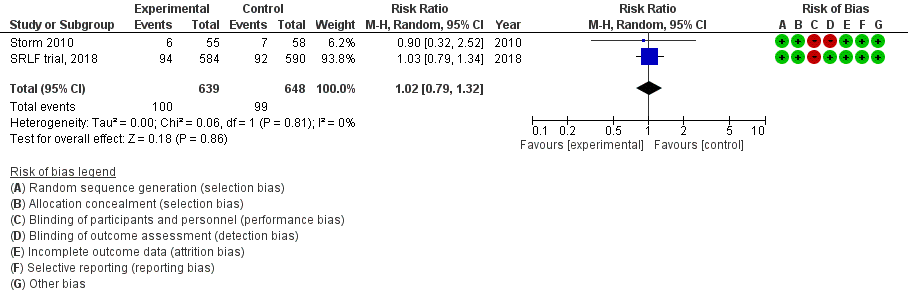 Experimental Control Risk Ratio Risk Ratio Risk of Bias
Study or Subgroup Events Total Events Total Weight M-H, Random, 95% CI Year M-H, Random, 95% CI A B C D E F G
Storm 2010 6 55 7 58 6.2% 0.90 [0.32, 2.52] 2010 + + - - + + +
SRLF trial, 2018 94 584 92 590 93.8% 1.03 [0.79, 1.34] 2018 + + - + + + +
Total (95% CI) 639 648 100.0% 1.02 [0.79, 1.32]
Total events 100 99
Heterogeneity: Tau² = 0.00; Chi² = 0.06, df = 1 (P = 0.81); I² = 0%
Test for overall effect: Z = 0.18 (P = 0.86)
0.1 0.2 0.5 1 2 5 10
Favours [experimental] Favours [control]
Risk of bias legend
(A) Random sequence generation (selection bias)
(B) Allocation concealment (selection bias)
(C) Blinding of participants and personnel (performance bias)
(D) Blinding of outcome assessment (detection bias)
(E) Incomplete outcome data (attrition bias)
(F) Selective reporting (reporting bias)
(G) Other bias